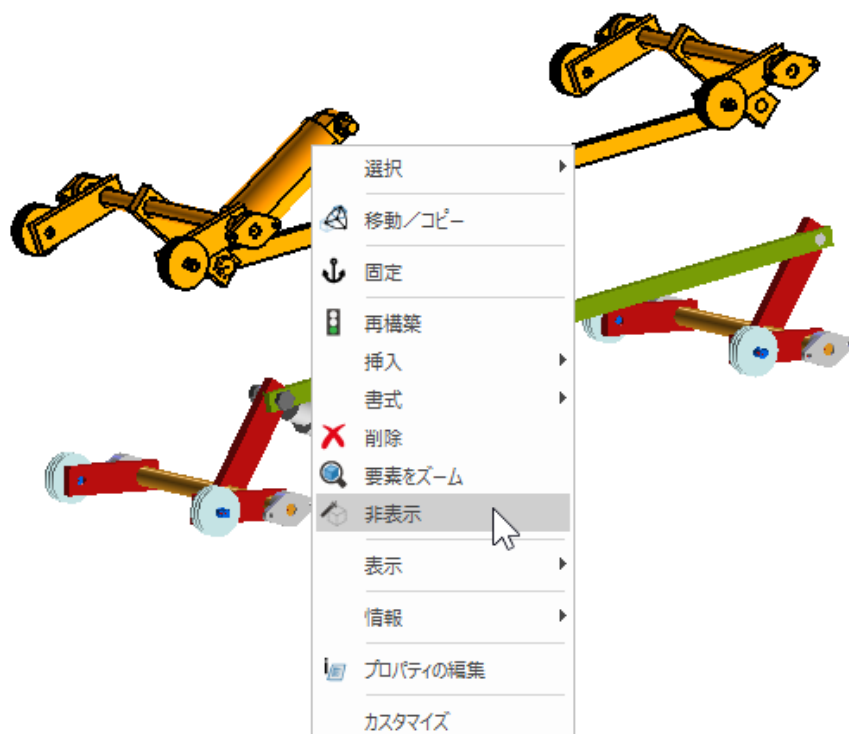 選択
移動／コピー
固定
再構築
挿入
書式
削除
要素をズーム
非表示
表示
情報
プロパティの編集
カスタマイズ